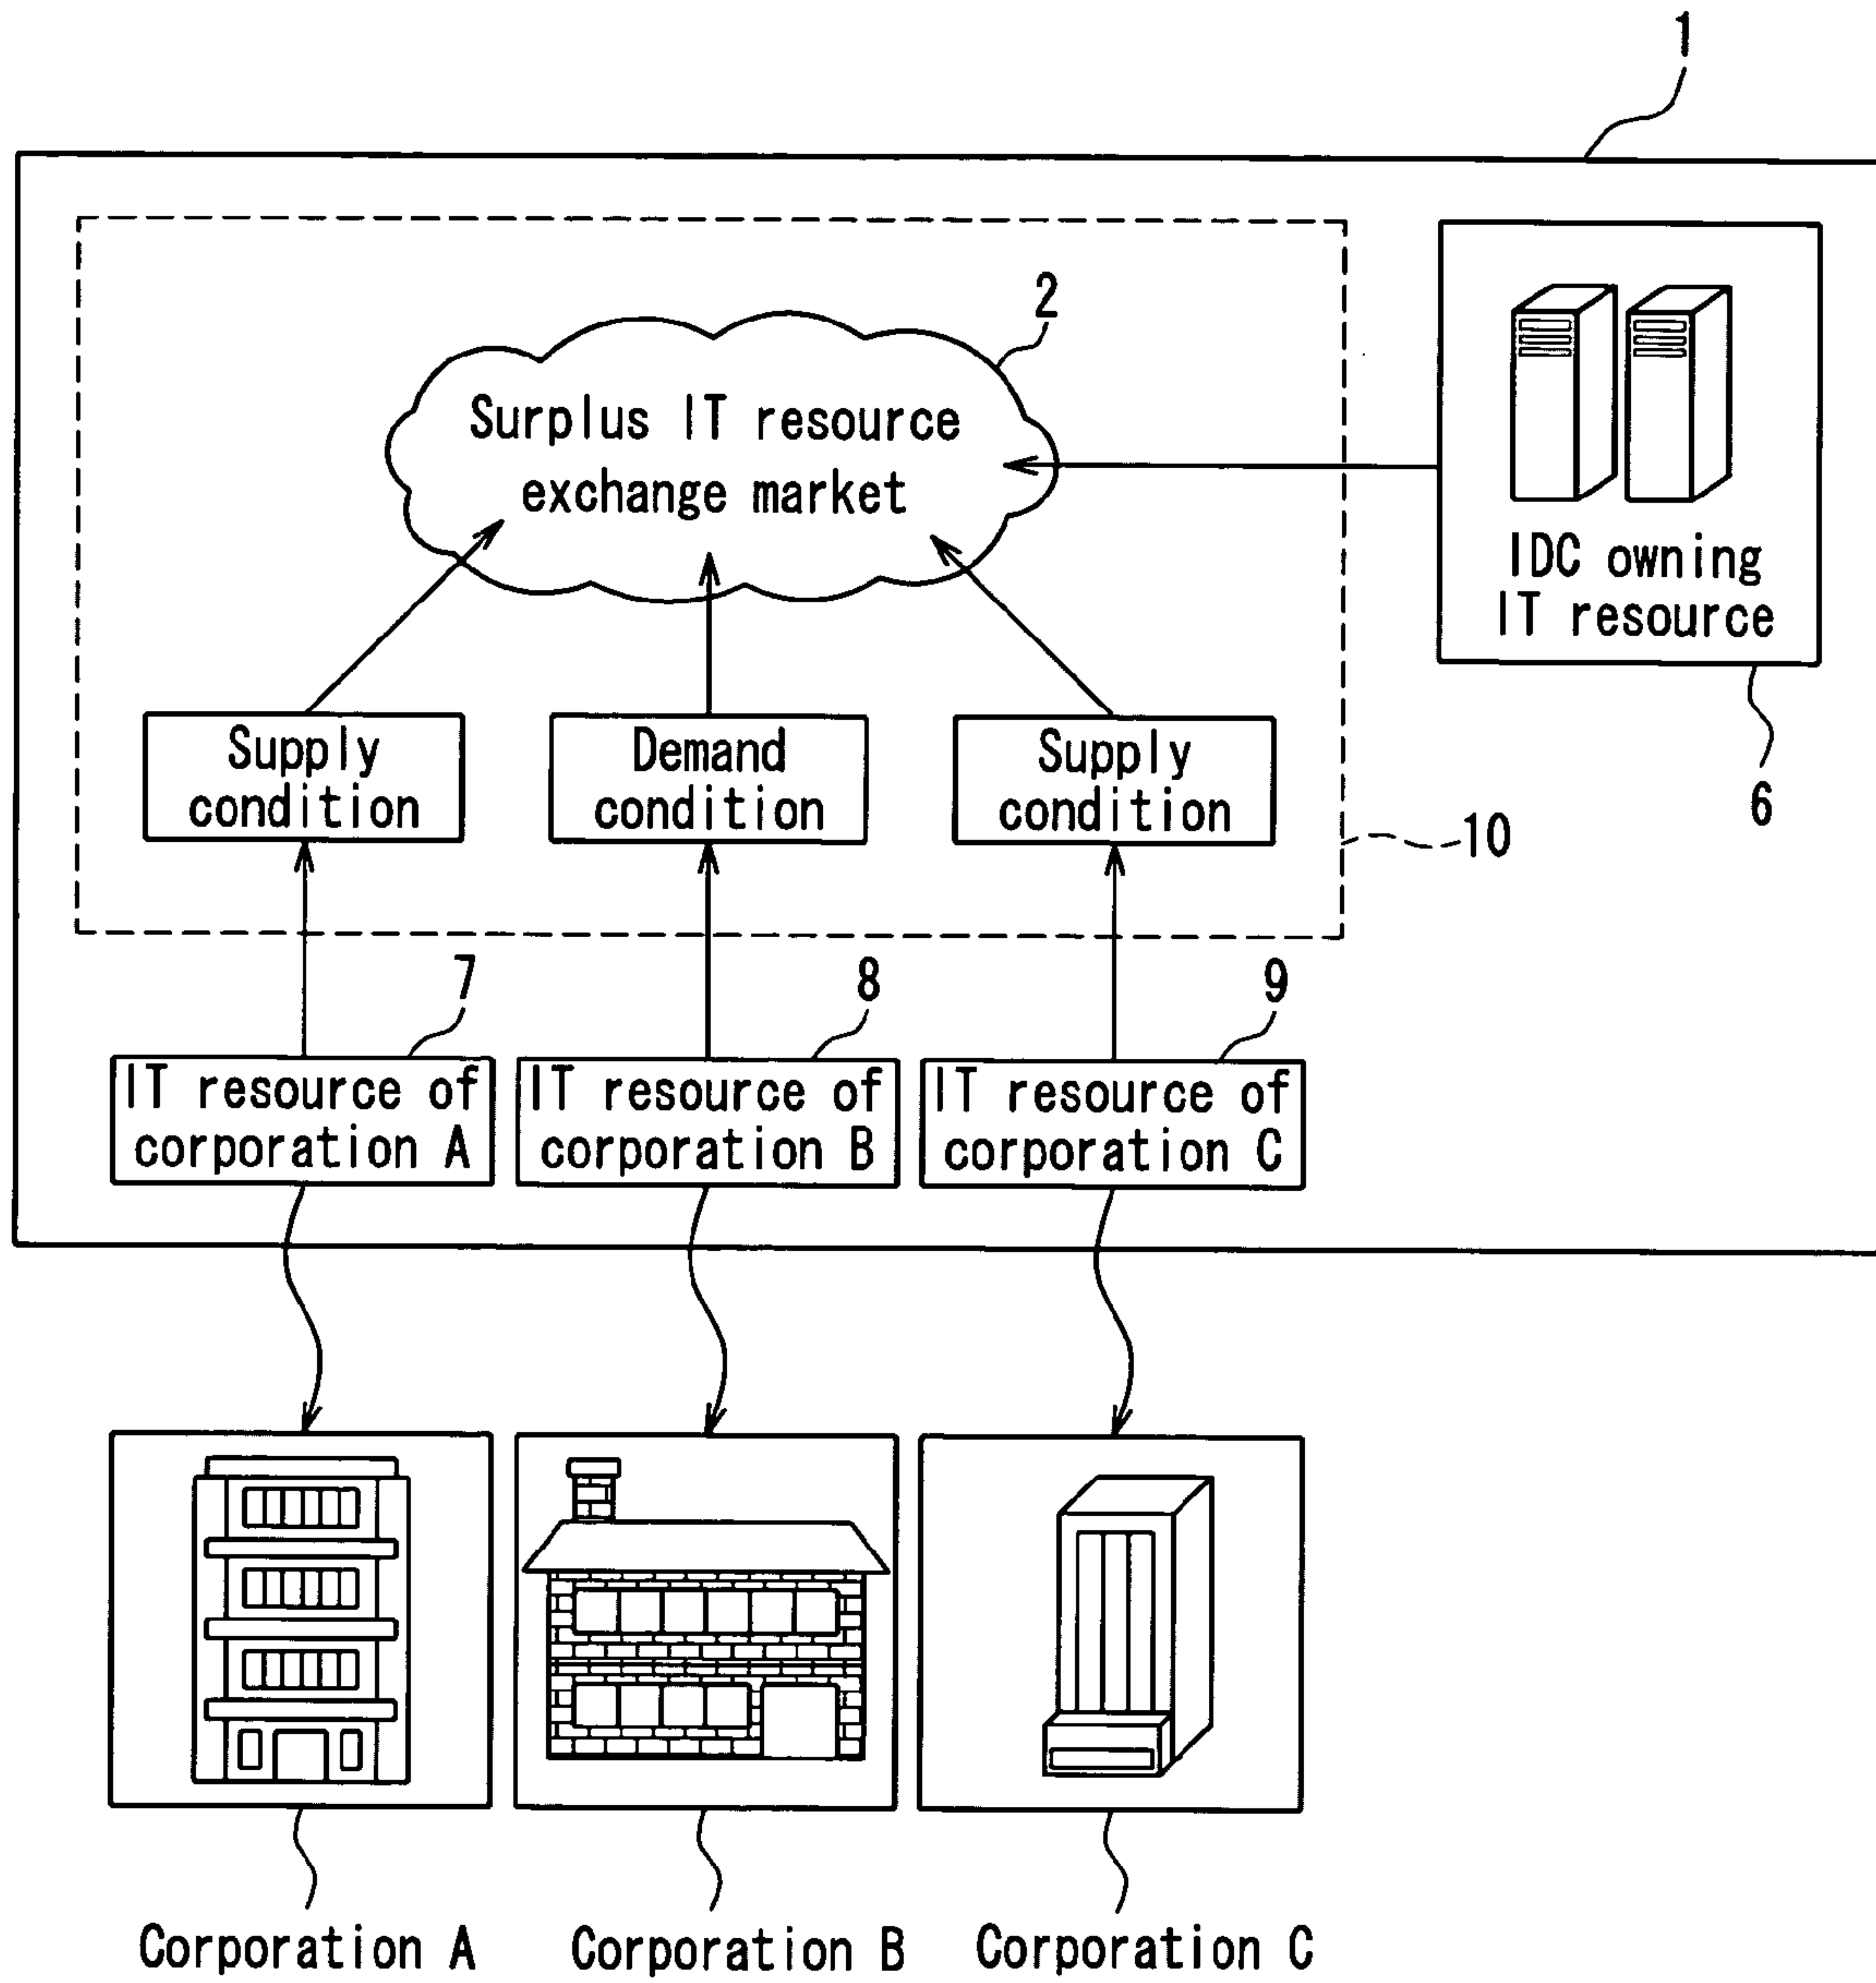 1
2
Surplus IT resource
exchange market
IDC owning
IT resource
6
Supply
condition
Demand
condition
Supply
condition
10
7
8
9
IT resource of
corporation A
IT resource of
corporation B
IT resource of
corporation C
Corporation A
Corporation B
Corporation C